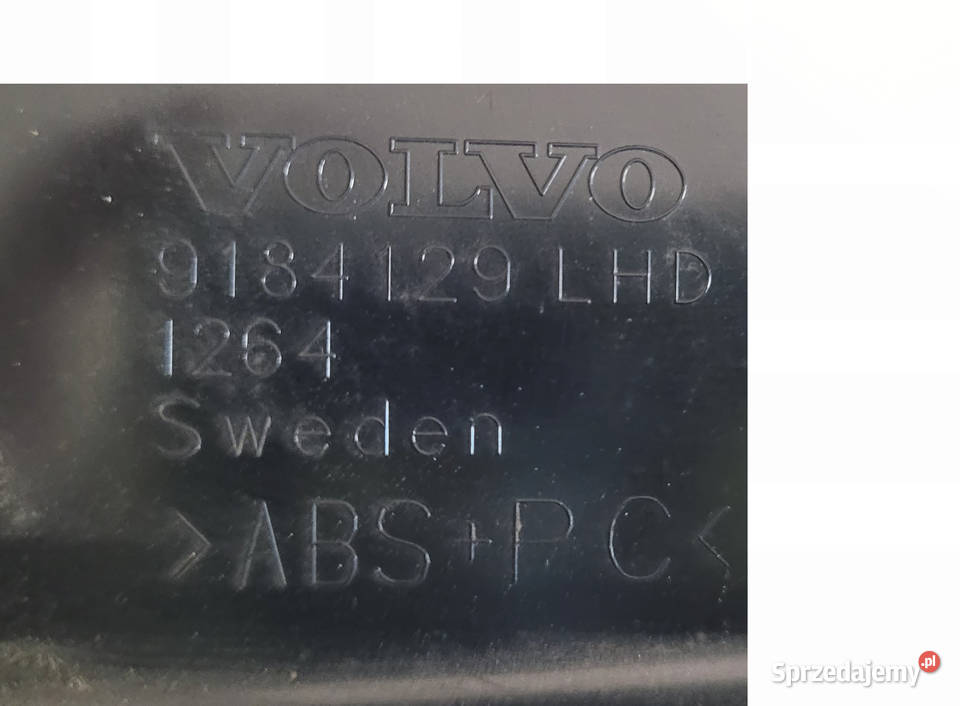 VOLVO
9184129 LHD
1264
Sweden
>ABS+PC<
Sprzedajemy.pl